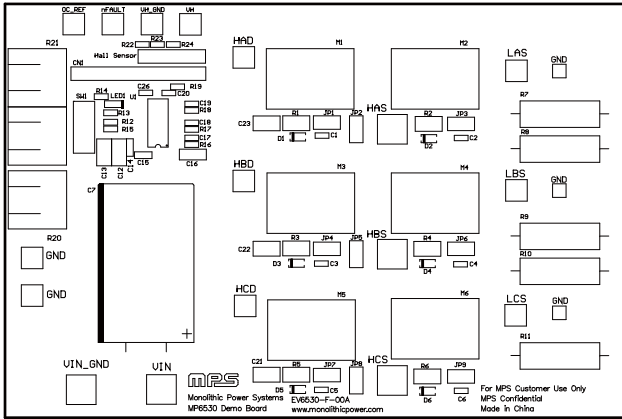 OC_REF nFAULT VH_GND VH
R21
R22 R23 R24
Hall Sensor
CN1
HAD
M1
M2
LAS
GND
R14
LED1
U1
C26
C20
R19
SW1
R13
R12
R15
C19
R18
C18
R17
C17
R16
C16
C15
C13
C12
C14
C23
R1
JP1
JP2
D1
C1
HAS
R2
JP3
D2
C2
R7
R8
C7
R20
GND
GND
HBD
M3
M4
LBS
GND
C22
R3
JP4
JP5
D3
C3
HBS
R4
JP6
D4
C4
R9
R10
HCD
M5
M6
LCS
GND
C21
R5
JP7
JP8
D5
C5
HCS
R6
JP9
D6
C6
R11
VIN_GND
VIN
+
MPS
Monolithic Power Systems EV6530-F-00A
MP6530 Demo Board www.monolithicpower.com
For MPS Customer Use Only
MPS Confidential
Made in China